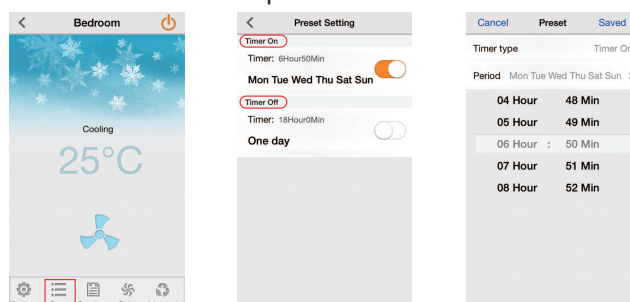 Bedroom
Cooling
25°C
Preset Setting
Timer On
Timer: 6Hour50Min
Mon Tue Wed Thu Sat Sun
Timer Off
Timer: 18Hour0Min
One day
Cancel Preset Saved
Timer type Timer On
Period Mon Tue Wed Thu Sat Sun
04 Hour 48 Min
05 Hour 49 Min
06 Hour : 50 Min
07 Hour 51 Min
08 Hour 52 Min